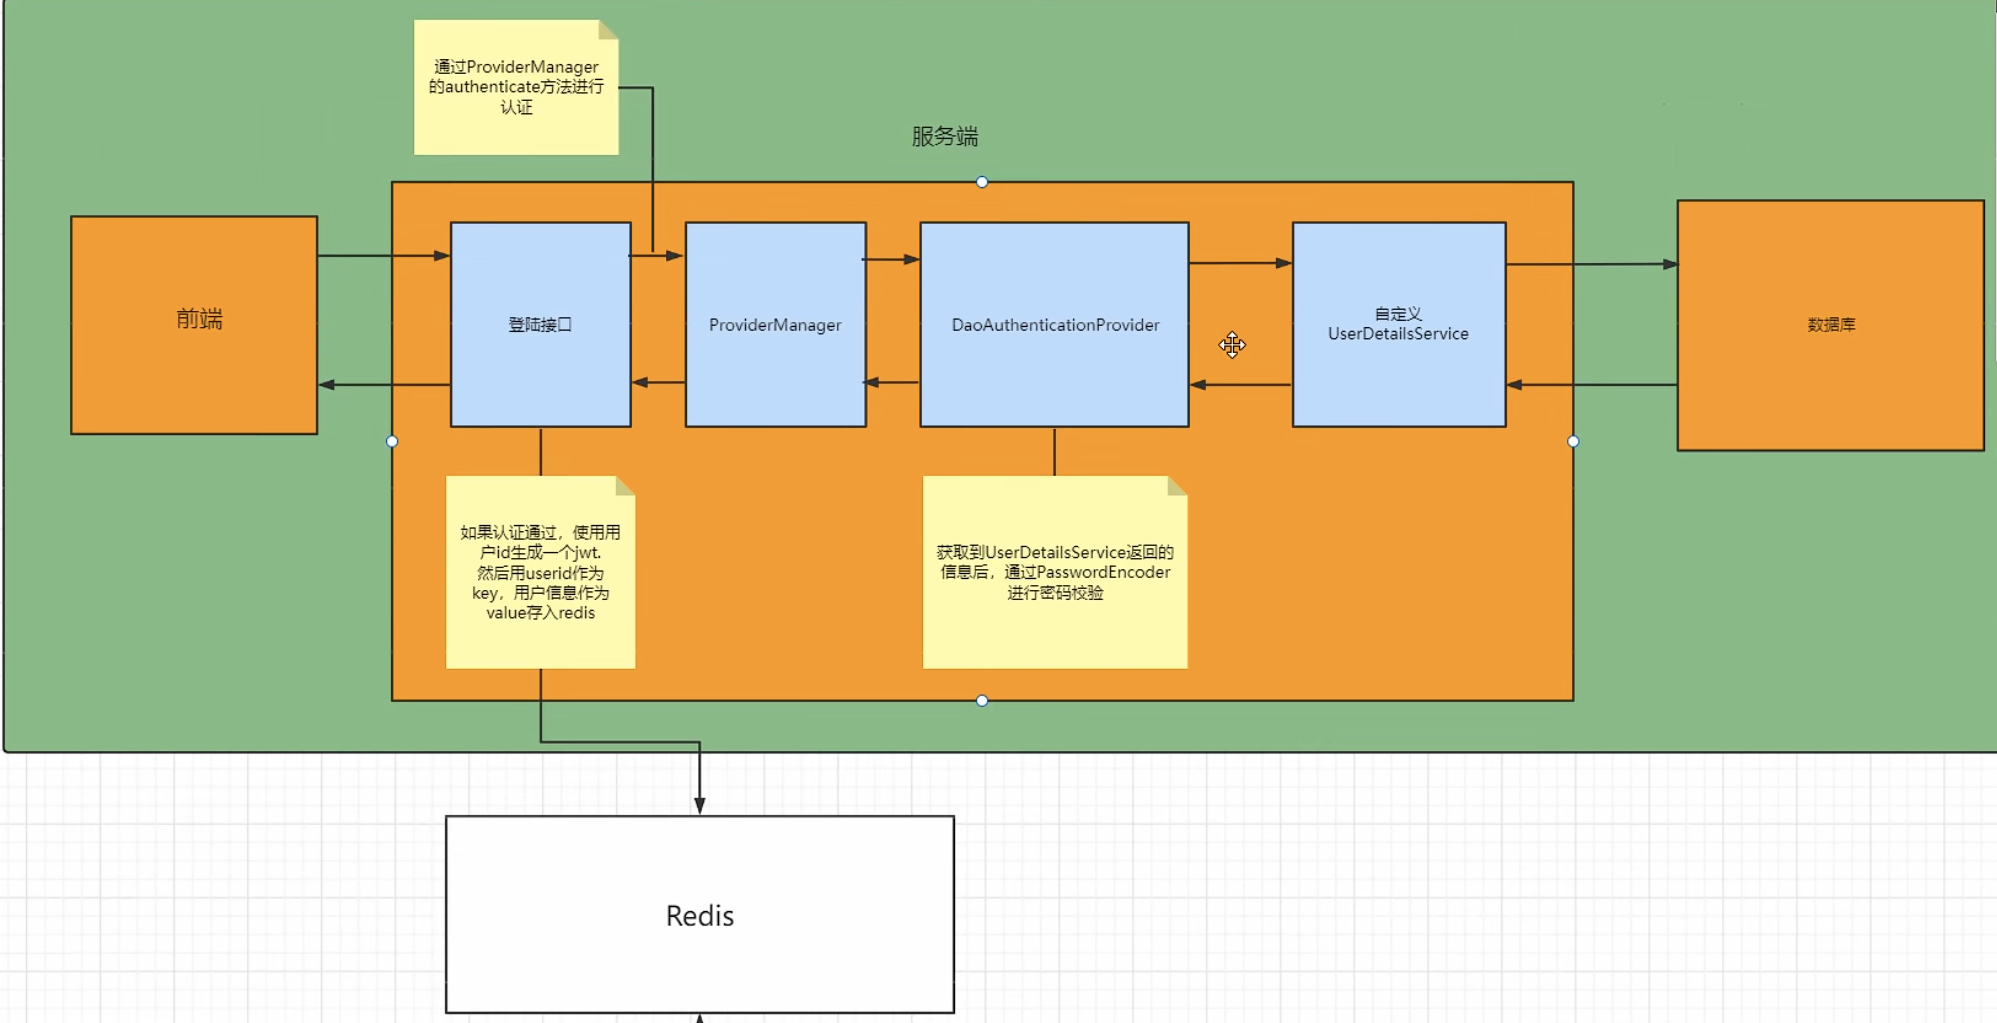 通过ProviderManager
的authenticate方法进行
认证
服务端
前端
登陆接口
ProviderManager
DaoAuthenticationProvider
自定义
UserDetailsService
数据库
如果认证通过，使用用
户id生成一个jwt.
然后用userid作为
key，用户信息作为
value存入redis
获取到UserDetailsService返回的
信息后，通过PasswordEncoder
进行密码校验
Redis